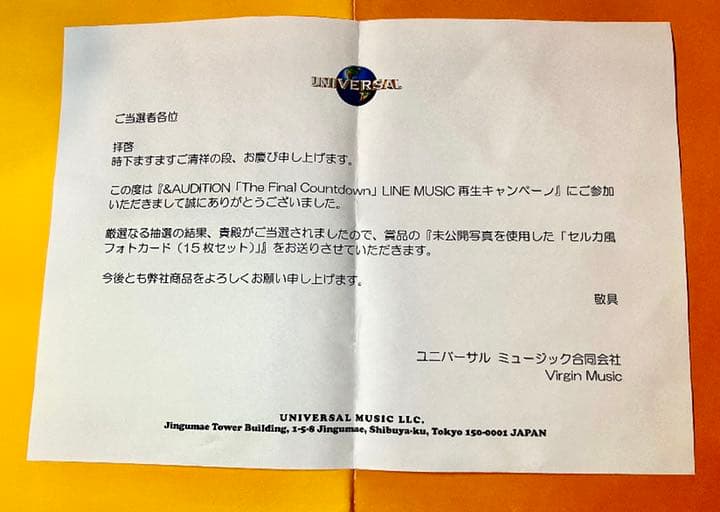 UNIVERSAL
ご当選者各位
拝啓
時下ますますご清祥の段、お慶び申し上げます。
この度は『&AUDITION「The Final Countdown」LINE MUSIC 再生キャンペーン』にご参加
いただきまして誠にありがとうございました。
厳選なる抽選の結果、貴殿がご当選されましたので、賞品の『未公開写真を使用した「セルカ風
フォトカード（15枚セット）」』をお送りさせていただきます。
今後とも弊社商品をよろしくお願い申し上げます。
敬具
ユニバーサル ミュージック合同会社
Virgin Music
UNIVERSAL MUSIC LLC.
Jingumae Tower Building, 1-5-8 Jingumae, Shibuya-ku, Tokyo 150-0001 JAPAN